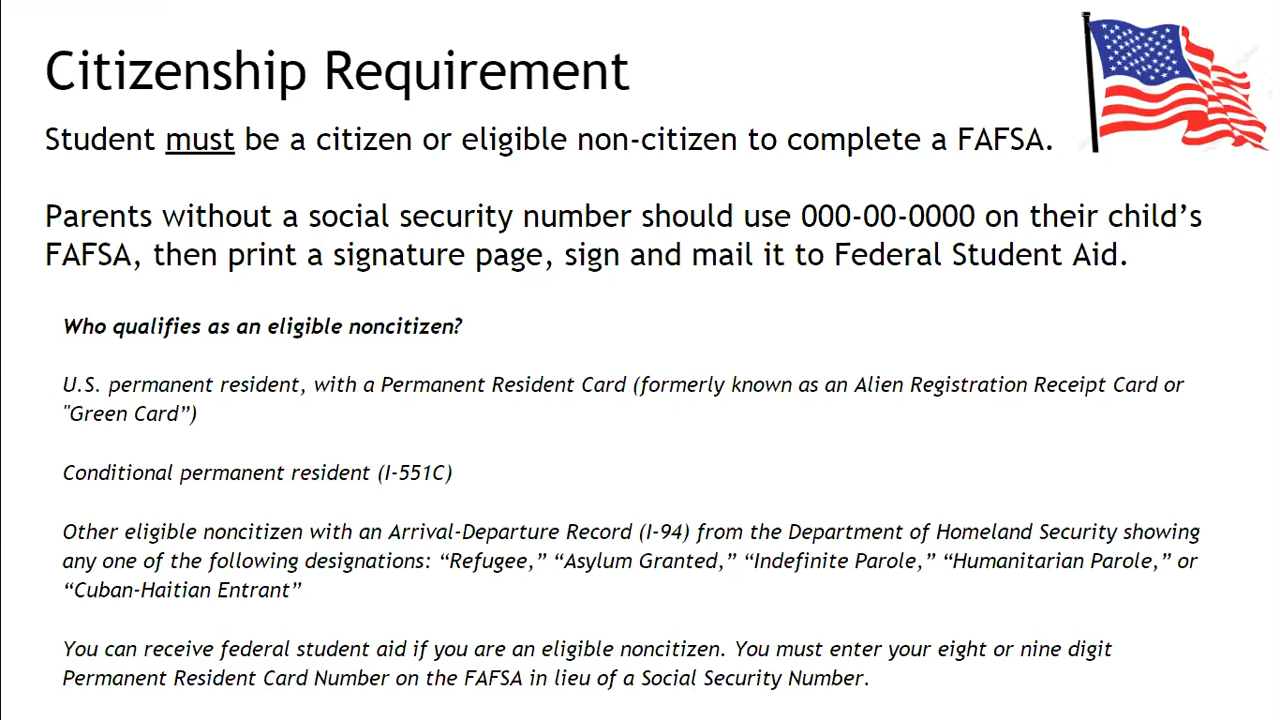 Citizenship Requirement
Student must be a citizen or eligible non-citizen to complete a FAFSA.
Parents without a social security number should use 000-00-0000 on their child’s
FAFSA, then print a signature page, sign and mail it to Federal Student Aid.
Who qualifies as an eligible noncitizen?
U.S. permanent resident, with a Permanent Resident Card (formerly known as an Alien Registration Receipt Card or
"Green Card”)
Conditional permanent resident (I-551C)
Other eligible noncitizen with an Arrival-Departure Record (I-94) from the Department of Homeland Security showing
any one of the following designations: “Refugee,” “Asylum Granted,” “Indefinite Parole,” “Humanitarian Parole,” or
“Cuban-Haitian Entrant”
You can receive federal student aid if you are an eligible noncitizen. You must enter your eight or nine digit
Permanent Resident Card Number on the FAFSA in lieu of a Social Security Number.